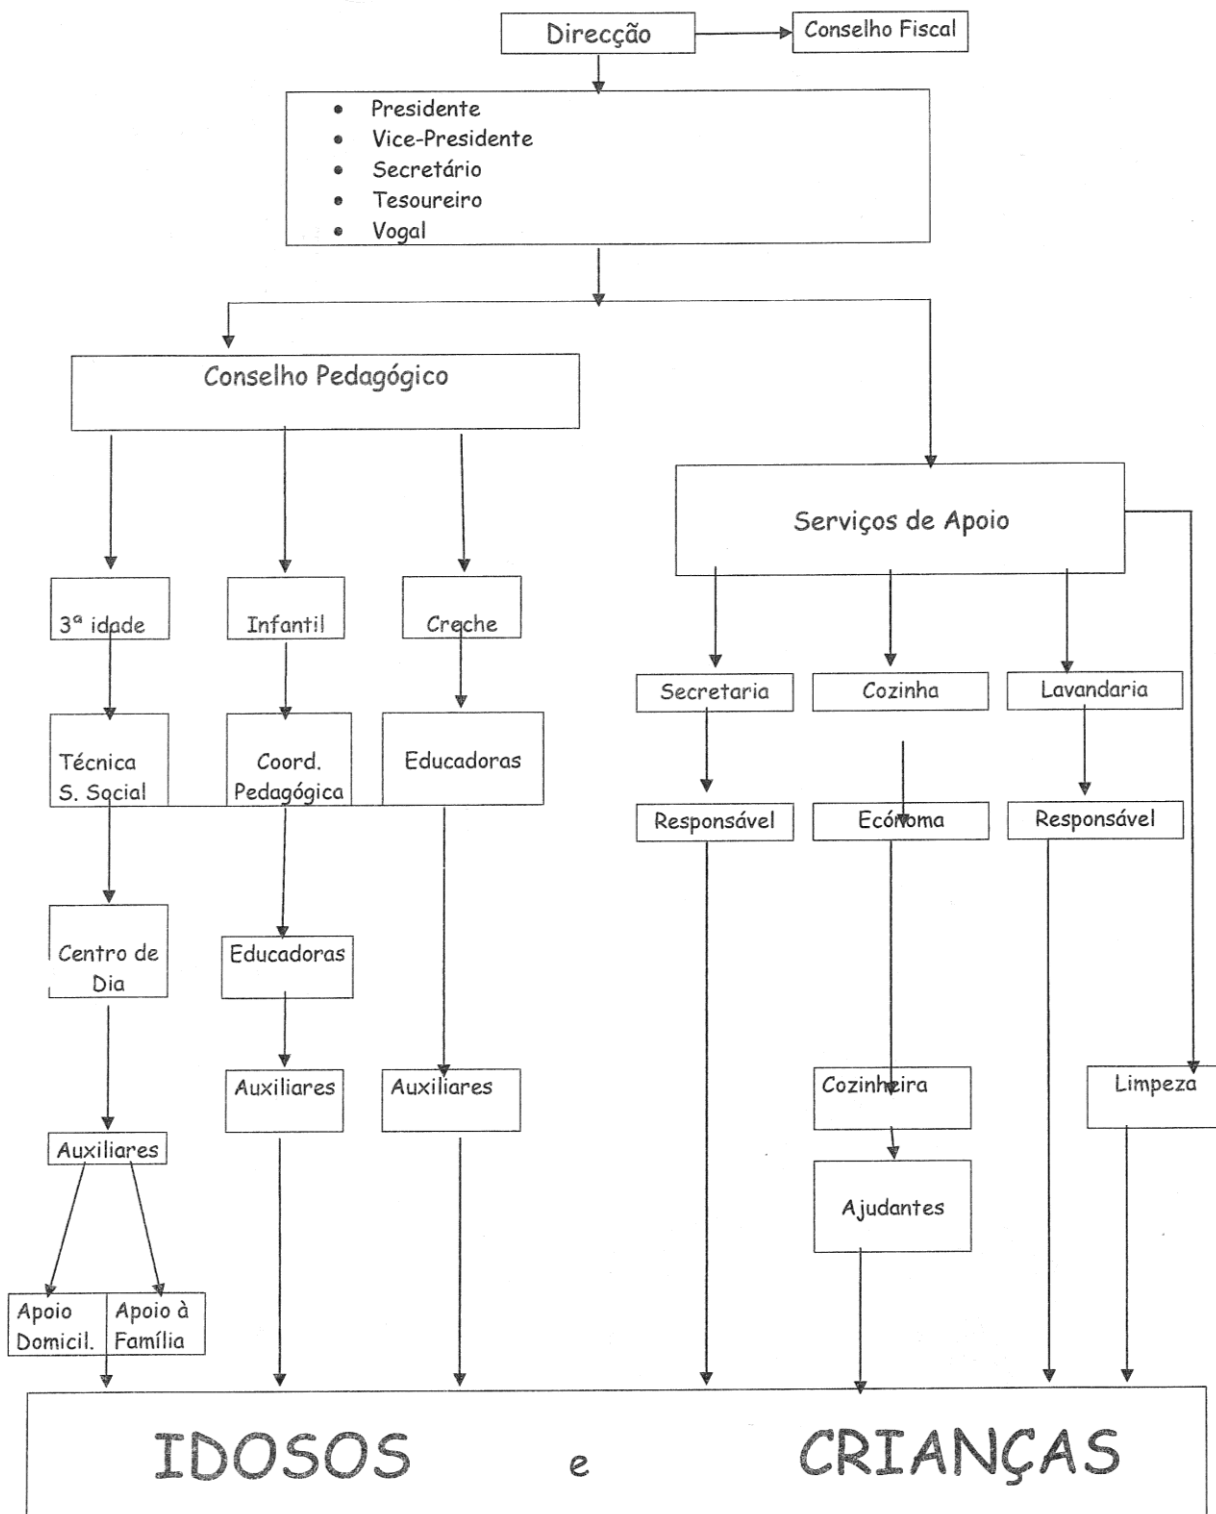 Direcção
Conselho Fiscal
• Presidente
• Vice-Presidente
• Secretário
• Tesoureiro
• Vogal
Conselho Pedagógico
Serviços de Apoio
3ª idade
Infantil
Creche
Secretaria
Cozinha
Lavandaria
Técnica
S. Social
Coord.
Pedagógica
Educadoras
Responsável
Ecónoma
Responsável
Centro de
Dia
Educadoras
Auxiliares
Auxiliares
Cozinheira
Limpeza
Auxiliares
Ajudantes
Apoio
Domicil.
Apoio à
Família
IDOSOS e CRIANÇAS